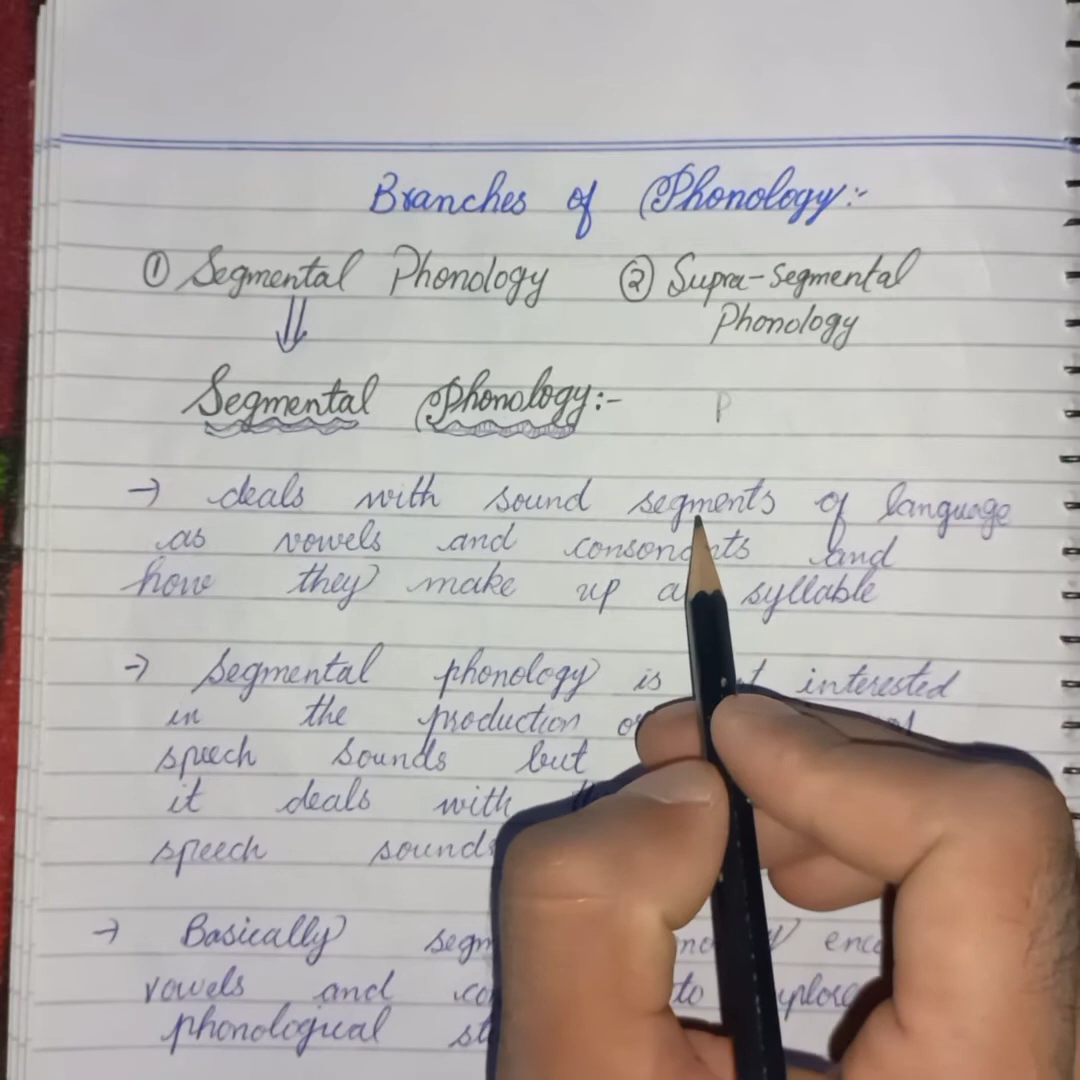 Branches of Phonology:-
① Segmental Phonology ② Supra-segmental
Phonology
Segmental Phonology:-
P
→ deals with sound segments of language
as vowels and consonants and
how they make up a syllable
→ Segmental phonology is interested
in the production
speech sounds but
it deals with
speech sounds
→ Basically
vowels and to
phonological